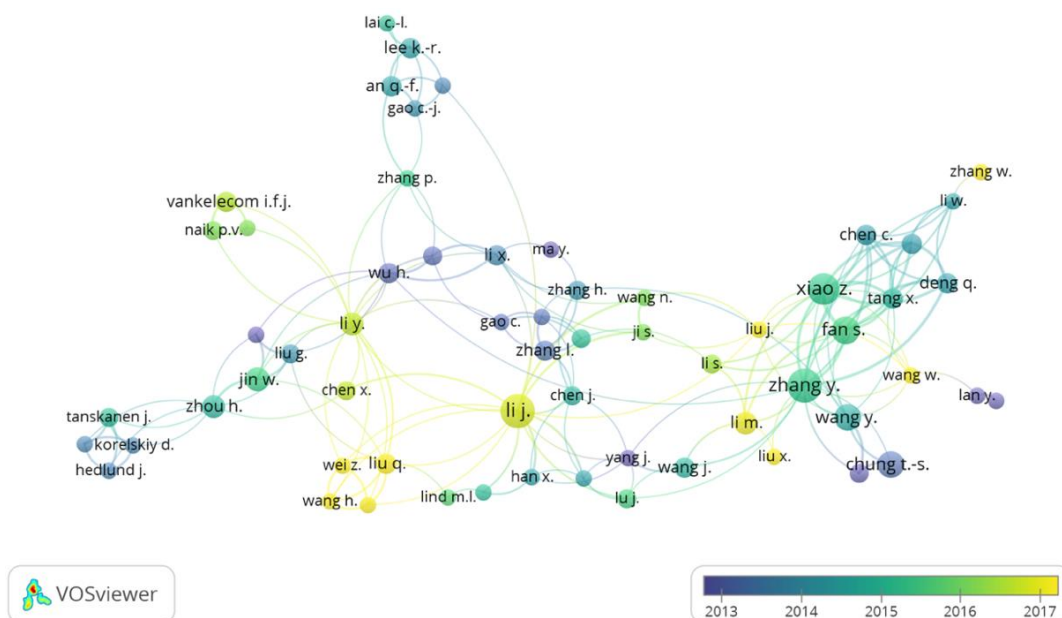 lai c.-l.
lee k.-r.
an q.-f.
gao c.-j.
zhang p.
zhang w.
li w.
vankelecom i.f.j.
naik p.v.
chen c.
wu h.
li x.
ma y.
zhang h.
wang n.
xiao z.
tang x.
deng q.
li y.
gao c.
ji s.
liu j.
fan s.
liu g.
zhang l.
li s.
jin w.
chen x.
chen j.
zhang y.
wang w.
lan y.
tanskanen j.
zhou h.
li j.
li m.
wang y.
korelskiy d.
hedlund j.
wei z.
liu q.
yang j.
wang j.
liu x.
chung t.-s.
han x.
wang h.
lind m.l.
lu j.
VOSviewer
2013 2014 2015 2016 2017